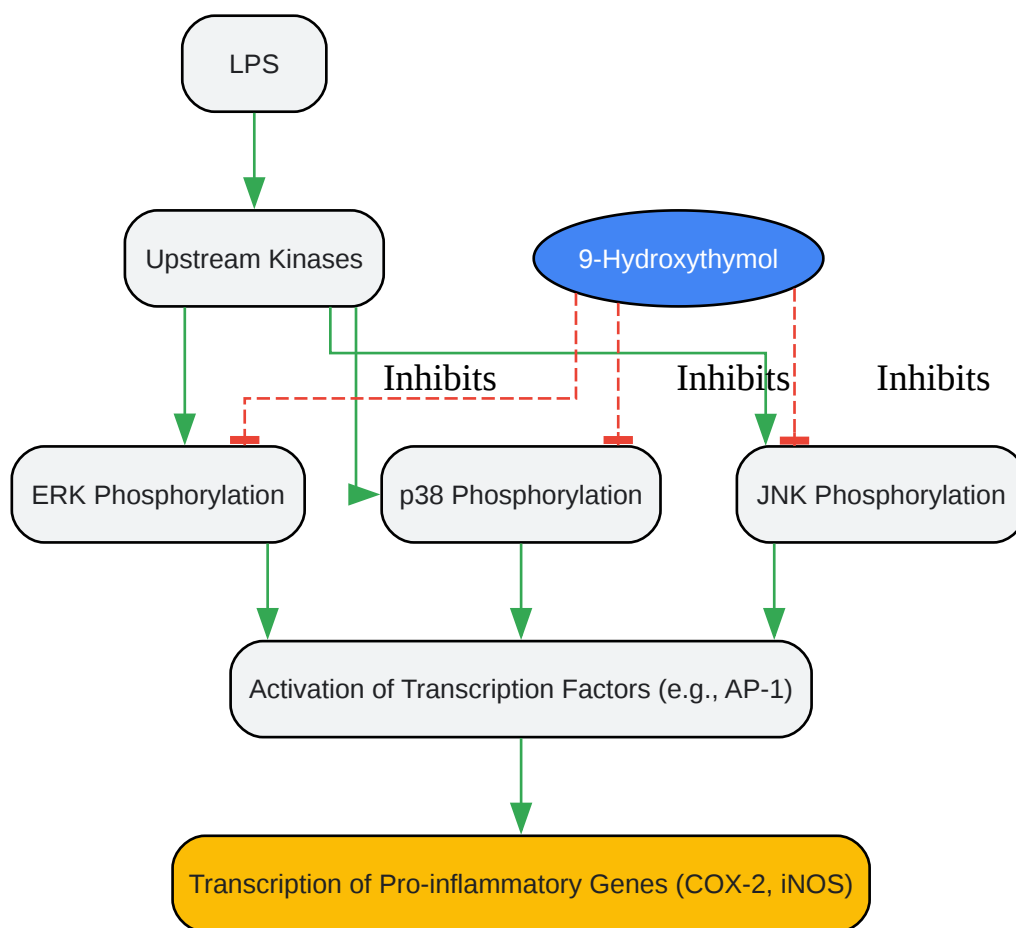 LPS
Upstream Kinases
9-Hydroxythymol
Inhibits
Inhibits
Inhibits
ERK Phosphorylation
p38 Phosphorylation
JNK Phosphorylation
Activation of Transcription Factors (e.g., AP-1)
Transcription of Pro-inflammatory Genes (COX-2, iNOS)